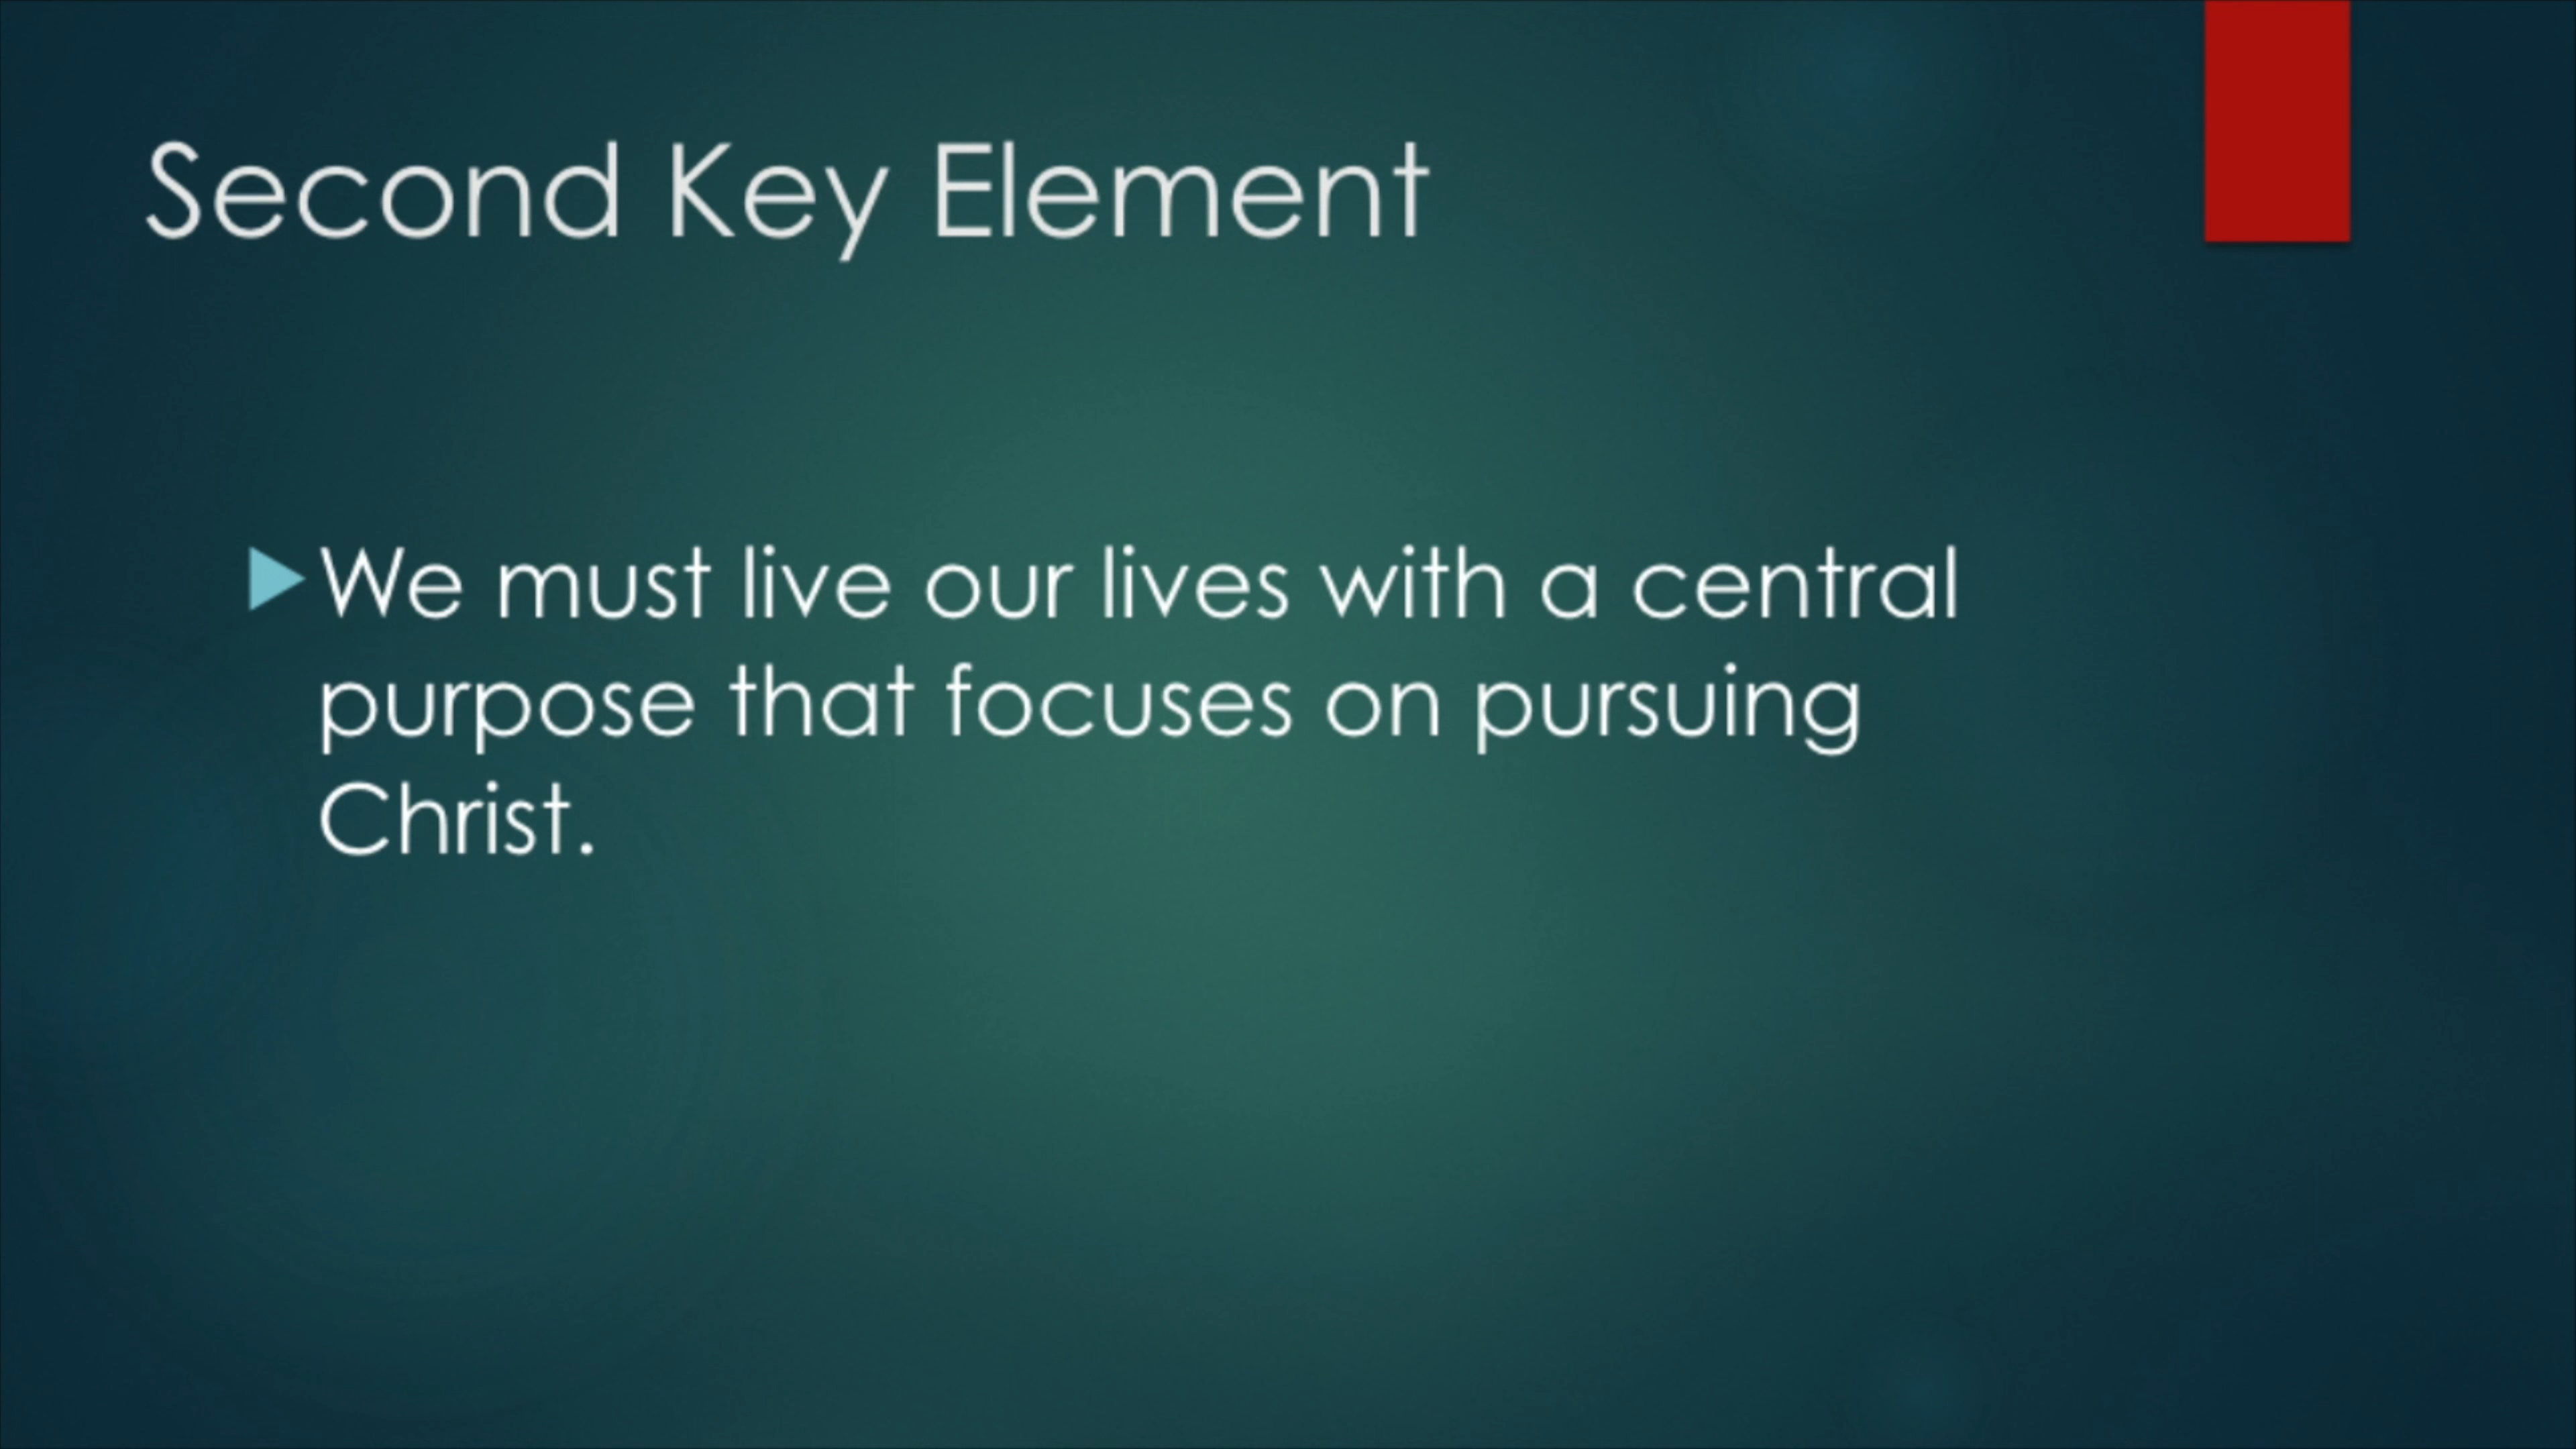 Second Key Element
We must live our lives with a central
purpose that focuses on pursuing
Christ.